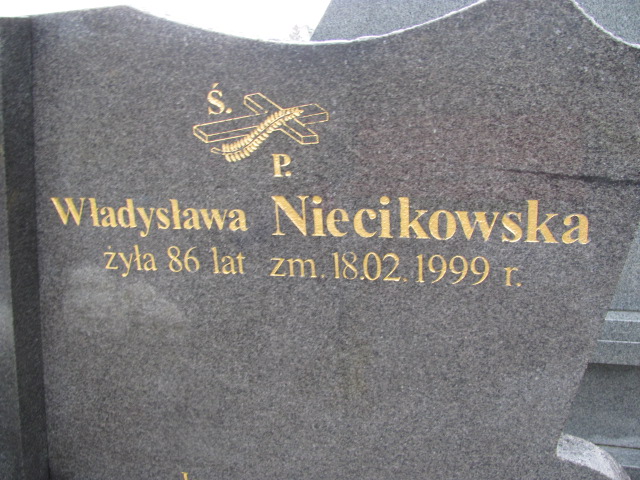 Ś.
P.
Władysława Niecikowska
żyła 86 lat zm. 18.02.1999 r.